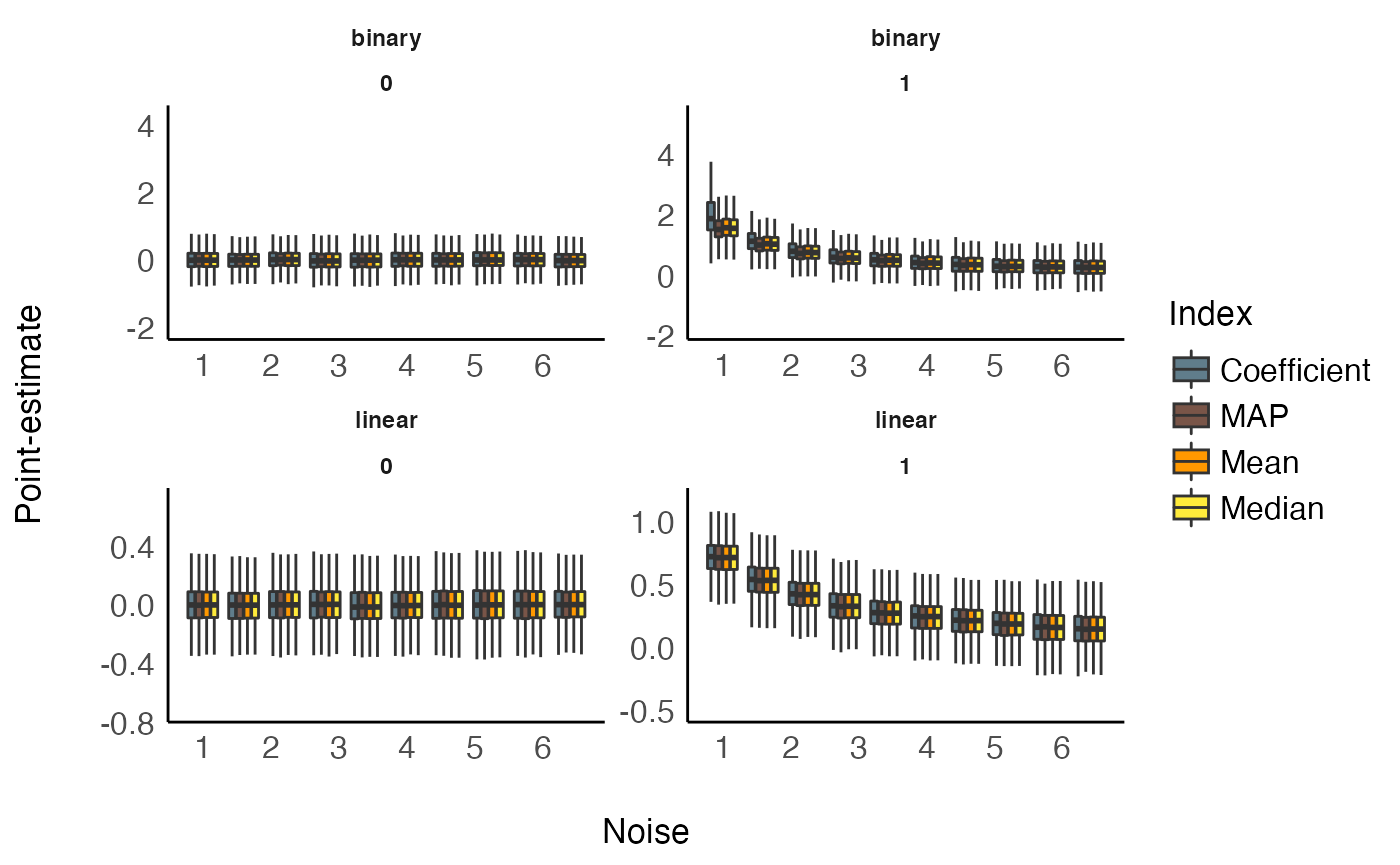 binary
0
4
2
0
-2
1 2 3 4 5 6
binary
1
4
2
0
-2
1 2 3 4 5 6
linear
0
0.4
0.0
-0.4
-0.8
1 2 3 4 5 6
linear
1
1.0
0.5
0.0
-0.5
1 2 3 4 5 6
Point-estimate
Noise
Index
Coefficient
MAP
Mean
Median